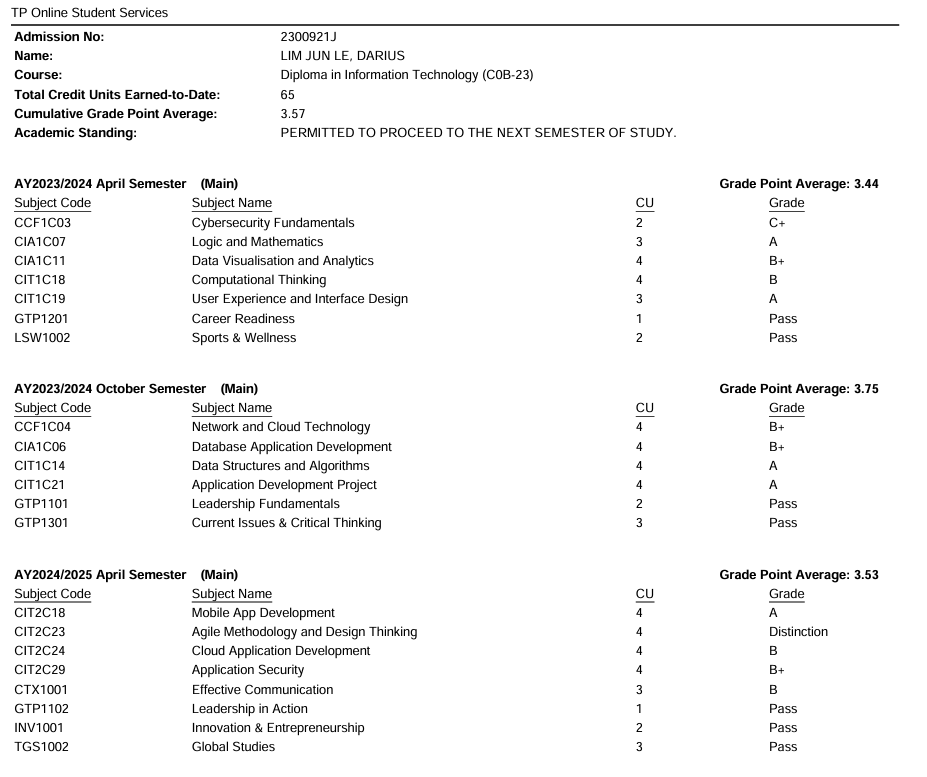 TP Online Student Services
Admission No: 2300921J
Name: LIM JUN LE, DARIUS
Course: Diploma in Information Technology (C0B-23)
Total Credit Units Earned-to-Date: 65
Cumulative Grade Point Average: 3.57
Academic Standing: PERMITTED TO PROCEED TO THE NEXT SEMESTER OF STUDY.
AY2023/2024 April Semester (Main) Grade Point Average: 3.44
Subject Code Subject Name CU Grade
CCF1C03 Cybersecurity Fundamentals 2 C+
CIA1C07 Logic and Mathematics 3 A
CIA1C11 Data Visualisation and Analytics 4 B+
CIT1C18 Computational Thinking 4 B
CIT1C19 User Experience and Interface Design 3 A
GTP1201 Career Readiness 1 Pass
LSW1002 Sports & Wellness 2 Pass
AY2023/2024 October Semester (Main) Grade Point Average: 3.75
Subject Code Subject Name CU Grade
CCF1C04 Network and Cloud Technology 4 B+
CIA1C06 Database Application Development 4 B+
CIT1C14 Data Structures and Algorithms 4 A
CIT1C21 Application Development Project 4 A
GTP1101 Leadership Fundamentals 2 Pass
GTP1301 Current Issues & Critical Thinking 3 Pass
AY2024/2025 April Semester (Main) Grade Point Average: 3.53
Subject Code Subject Name CU Grade
CIT2C18 Mobile App Development 4 A
CIT2C23 Agile Methodology and Design Thinking 4 Distinction
CIT2C24 Cloud Application Development 4 B
CIT2C29 Application Security 4 B+
CTX1001 Effective Communication 3 B
GTP1102 Leadership in Action 1 Pass
INV1001 Innovation & Entrepreneurship 2 Pass
TGS1002 Global Studies 3 Pass